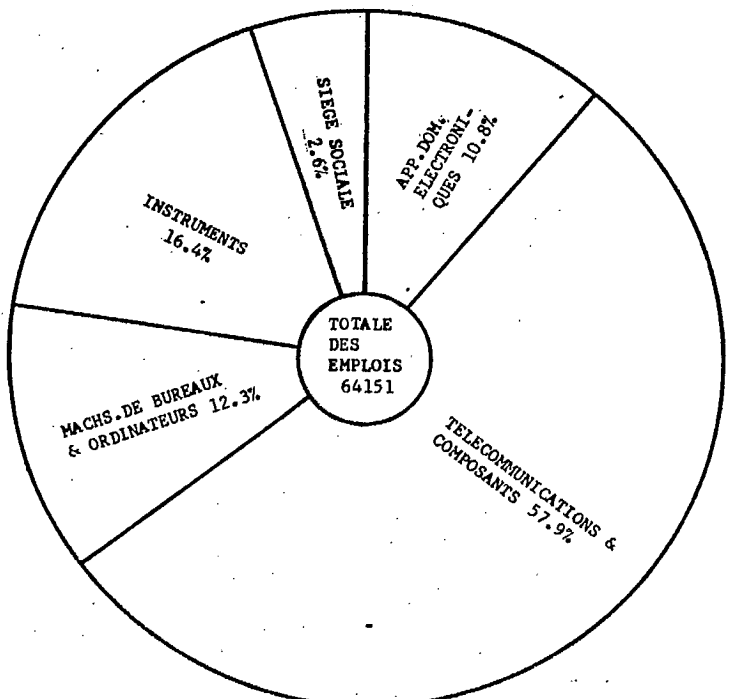 SIEGE SOCIALE
2.6%
APP.DOM.
ELECTRONI-
QUES 10.8%
INSTRUMENTS
16.4%
TOTALE
DES
EMPLOIS
64151
MACHS.DE BUREAUX
& ORDINATEURS 12.3%
TELECOMMUNICATIONS &
COMPOSANTS 57.9%